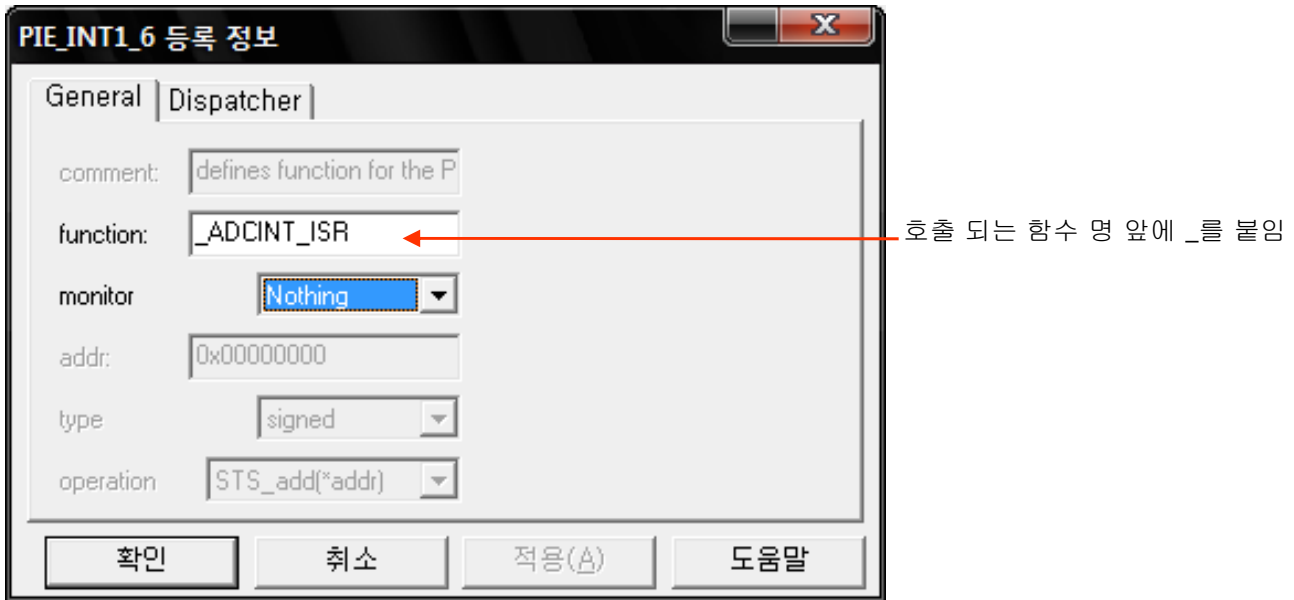 PIE_INT1_6 등록 정보
General
Dispatcher
comment:
defines function for the P
function:
_ADCINT_ISR
호출 되는 함수 명 앞에 _를 붙임
monitor
Nothing
addr:
0x00000000
type
signed
operation
STS_add(*addr)
확인
취소
적용(A)
도움말